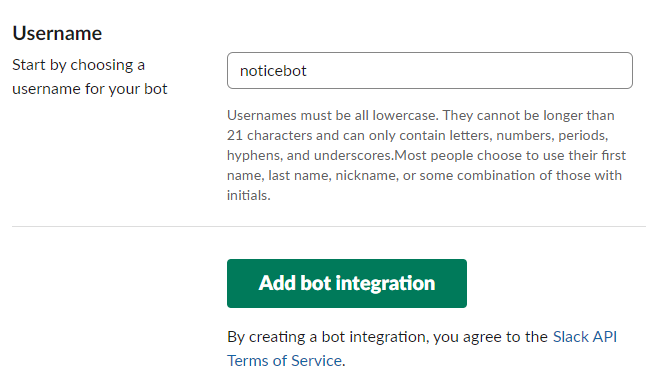 Username
Start by choosing a
username for your bot
noticebot
Usernames must be all lowercase. They cannot be longer than
21 characters and can only contain letters, numbers, periods,
hyphens, and underscores.Most people choose to use their first
name, last name, nickname, or some combination of those with
initials.
Add bot integration
By creating a bot integration, you agree to the Slack API
Terms of Service.